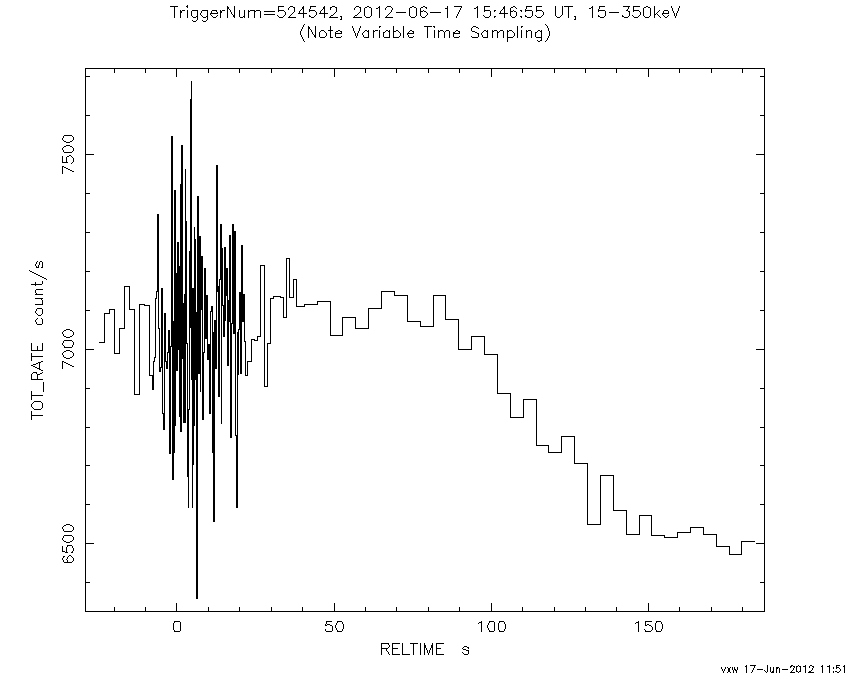 TriggerNum=524542, 2012-06-17 15:46:55 UT, 15-350keV
(Note Variable Time Sampling)
7500
7000
6500
TOT_RATE count/s
0 50 100 150
RELTIME s
vxw 17-Jun-2012 11:51